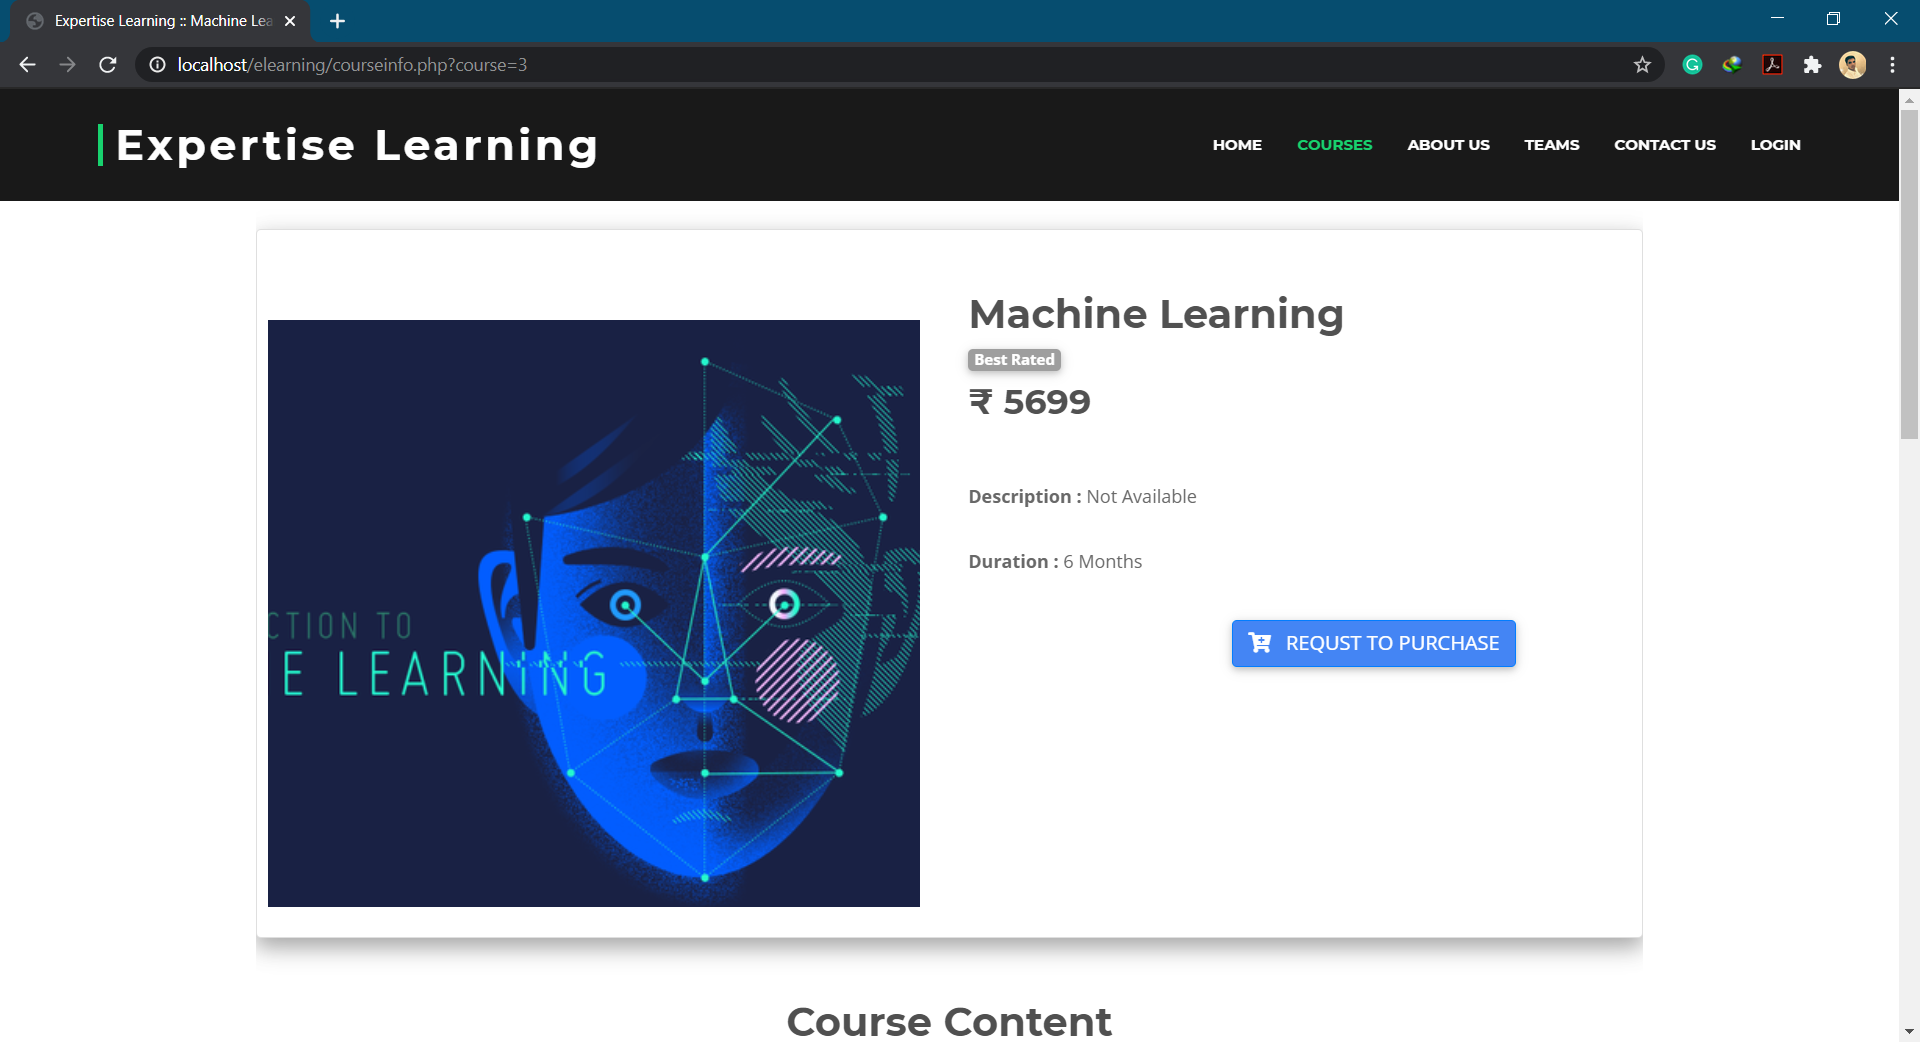 Expertise Learning :: Machine Lea
localhost/elearning/courseinfo.php?course=3
Expertise Learning
HOME COURSES ABOUT US TEAMS CONTACT US LOGIN
Machine Learning
Best Rated
₹ 5699
Description : Not Available
Duration : 6 Months
REQUST TO PURCHASE
CTION TO
E LEARNING
Course Content